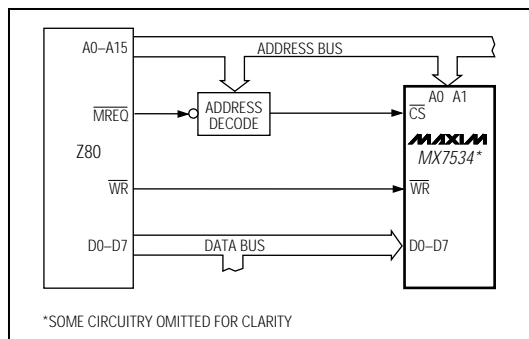 A0–A15
ADDRESS BUS
A0 A1
MREQ
ADDRESS
DECODE
CS
MAXIM
MX7534*
Z80
WR
WR
D0–D7
DATA BUS
D0–D7
*SOME CIRCUITRY OMITTED FOR CLARITY